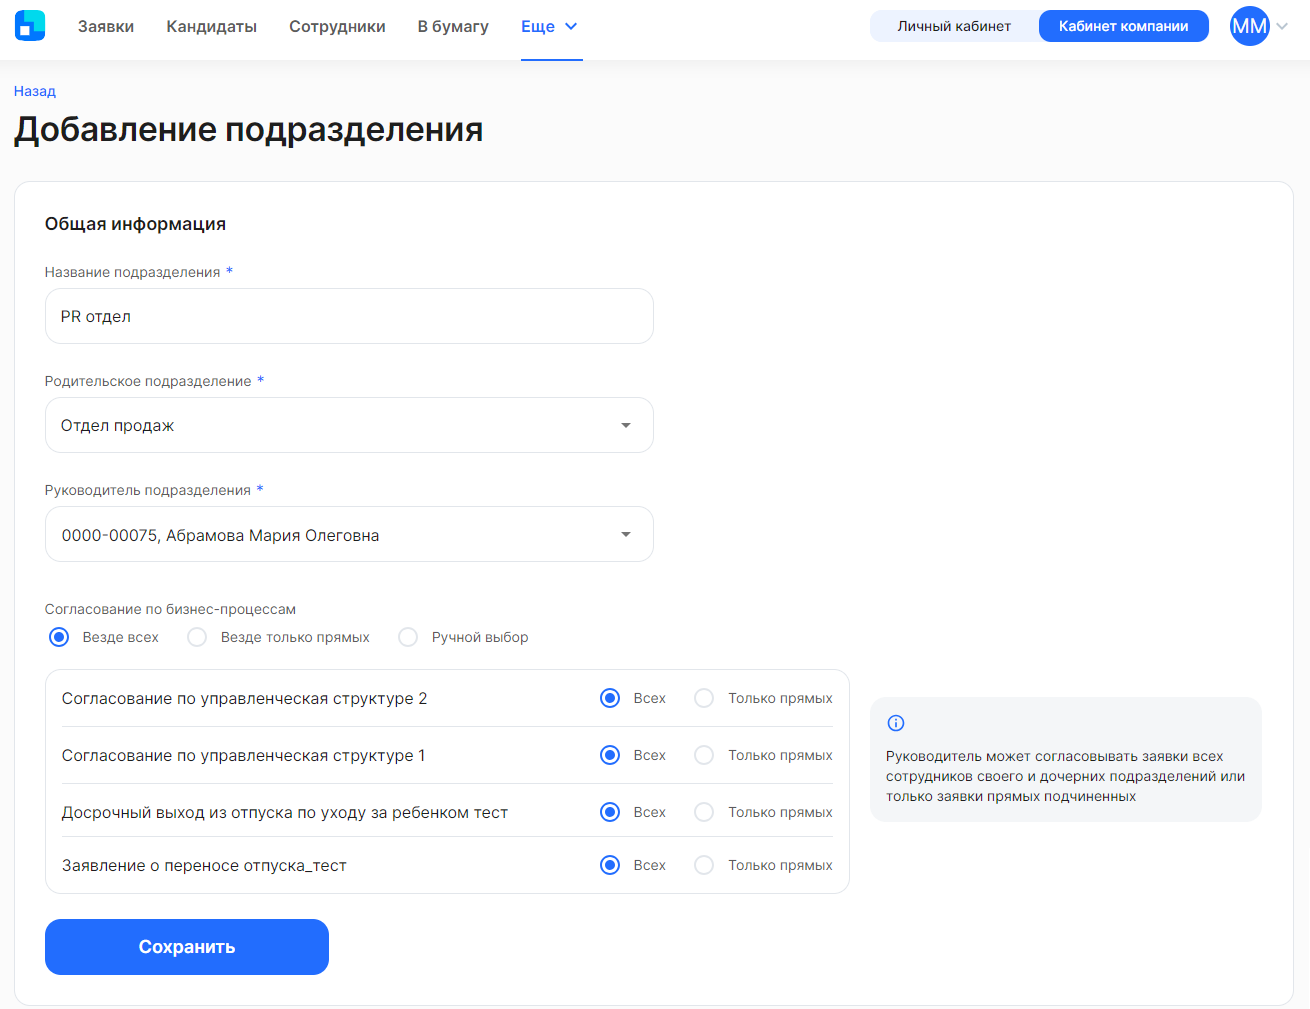 Заявки Кандидаты Сотрудники В бумагу Еще Личный кабинет Кабинет компании ММ
Назад
Добавление подразделения
Общая информация
Название подразделения *
PR отдел
Родительское подразделение *
Отдел продаж
Руководитель подразделения *
0000-00075, Абрамова Мария Олеговна
Согласование по бизнес-процессам
Везде всех Везде только прямых Ручной выбор
Согласование по управленческая структуре 2 Всех Только прямых
Согласование по управленческая структуре 1 Всех Только прямых
Досрочный выход из отпуска по уходу за ребенком тест Всех Только прямых
Заявление о переносе отпуска_тест Всех Только прямых
Руководитель может согласовывать заявки всех
сотрудников своего и дочерних подразделений или
только заявки прямых подчиненных
Сохранить